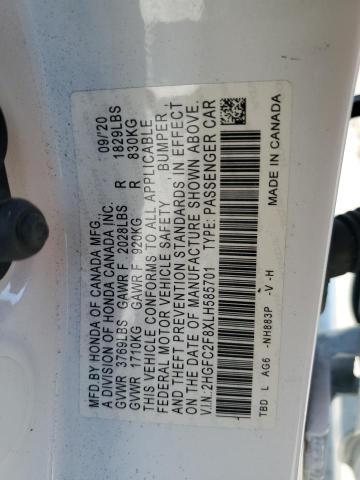 MFD. BY HONDA OF CANADA MFG. 09/'20
A DIVISION OF HONDA CANADA INC.
GVWR 3769LBS GAWR F 2028LBS R 1829LBS
GVWR 1710KG GAWR F 920KG R 830KG
THIS VEHICLE CONFORMS TO ALL APPLICABLE
FEDERAL MOTOR VEHICLE SAFETY BUMPER,
AND THEFT PREVENTION STANDARDS IN EFFECT
ON THE DATE OF MANUFACTURE SHOWN ABOVE.
V.I.N.:2HGFC2F8XLH585701 TYPE: PASSENGER CAR
TBD L AG6 -NH883P -V -H MADE IN CANADA